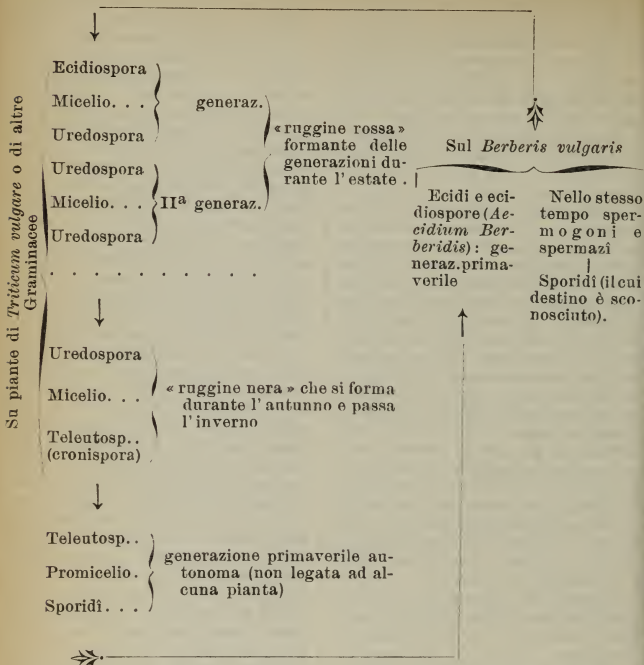 Su piante di Triticum vulgare o di altre
Graminacee
Ecidiospora
Micelio. . .
Uredospora
generaz.
Uredospora
Micelio. . .
Uredospora
IIª generaz.
«ruggine rossa»
formante delle
generazioni du-
rante l'estate .
. . . . . . . . . . .
Uredospora
Micelio. . .
Teleutosp..
(cronispora)
« ruggine nera » che si forma
durante l'autunno e passa
l'inverno
Teleutosp..
Promicelio.
Sporidî. . .
generazione primaverile au-
tonoma (non legata ad al-
cuna pianta)
Sul Berberis vulgaris
Ecidi e eci-
diospore (Ae-
cidium Ber-
beridis): ge-
neraz. prima-
verile
Nello stesso
tempo sper-
mogoni e
spermazî
Sporidî (il cui
destino è sco-
nosciuto).